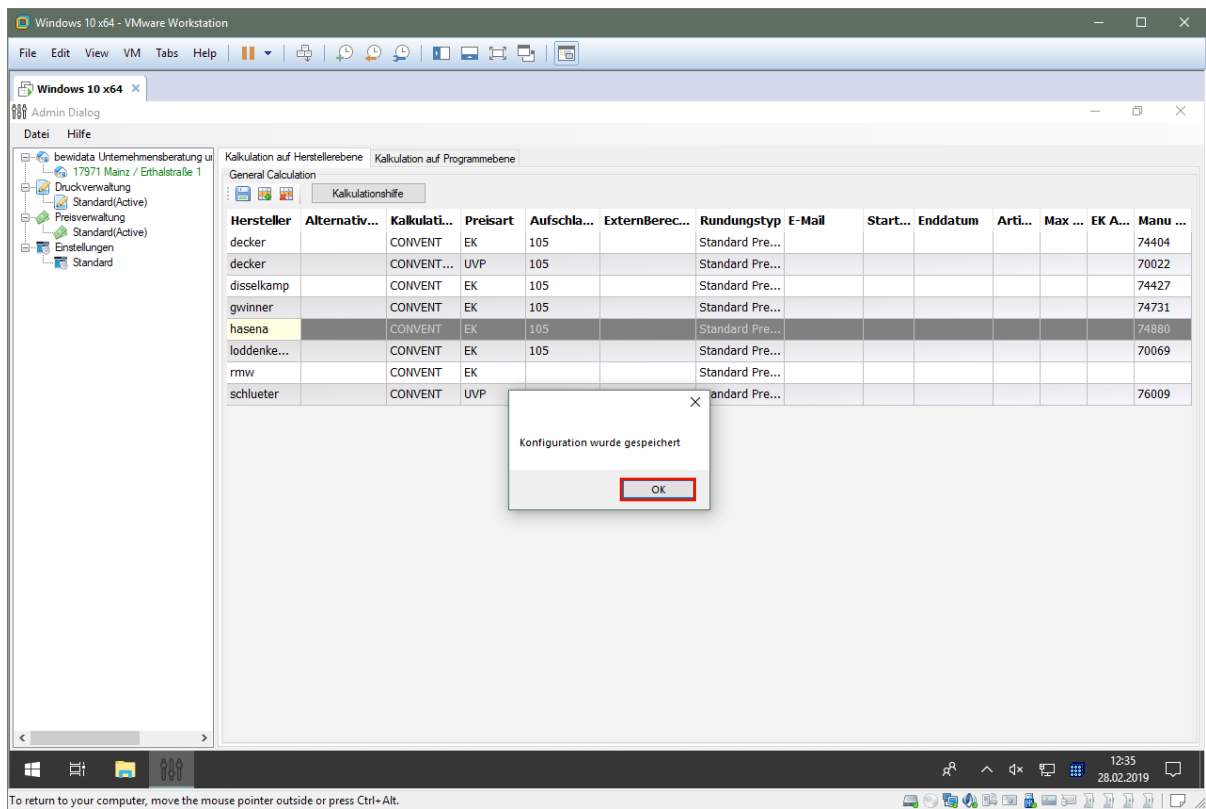 Windows 10 x64 - VMware Workstation
File Edit View VM Tabs Help
Windows 10 x64
Admin Dialog
Datei Hilfe
bewidata Unternehmensberatung un
17971 Mainz / Erthalstraße 1
Druckverwaltung
Standard(Active)
Preisverwaltung
Standard(Active)
Einstellungen
Standard
Kalkulation auf Herstellerebene Kalkulation auf Programmebene
General Calculation
Kalkulationshilfe
Hersteller Alternativ... Kalkulati... Preisart Aufschla... ExternBerec... Rundungstyp E-Mail Start... Enddatum Arti... Max ... EK A... Manu ...
decker CONVENT EK 105 Standard Pre... 74404
decker CONVENT... UVP 105 Standard Pre... 70022
disselkamp CONVENT EK 105 Standard Pre... 74427
gwinner CONVENT EK 105 Standard Pre... 74731
hasena CONVENT EK 105 Standard Pre... 74880
loddenke... CONVENT EK 105 Standard Pre... 70069
rmw CONVENT EK Standard Pre...
schlueter CONVENT UVP andard Pre... 76009
Konfiguration wurde gespeichert
OK
12:35
28.02.2019
To return to your computer, move the mouse pointer outside or press Ctrl+Alt.